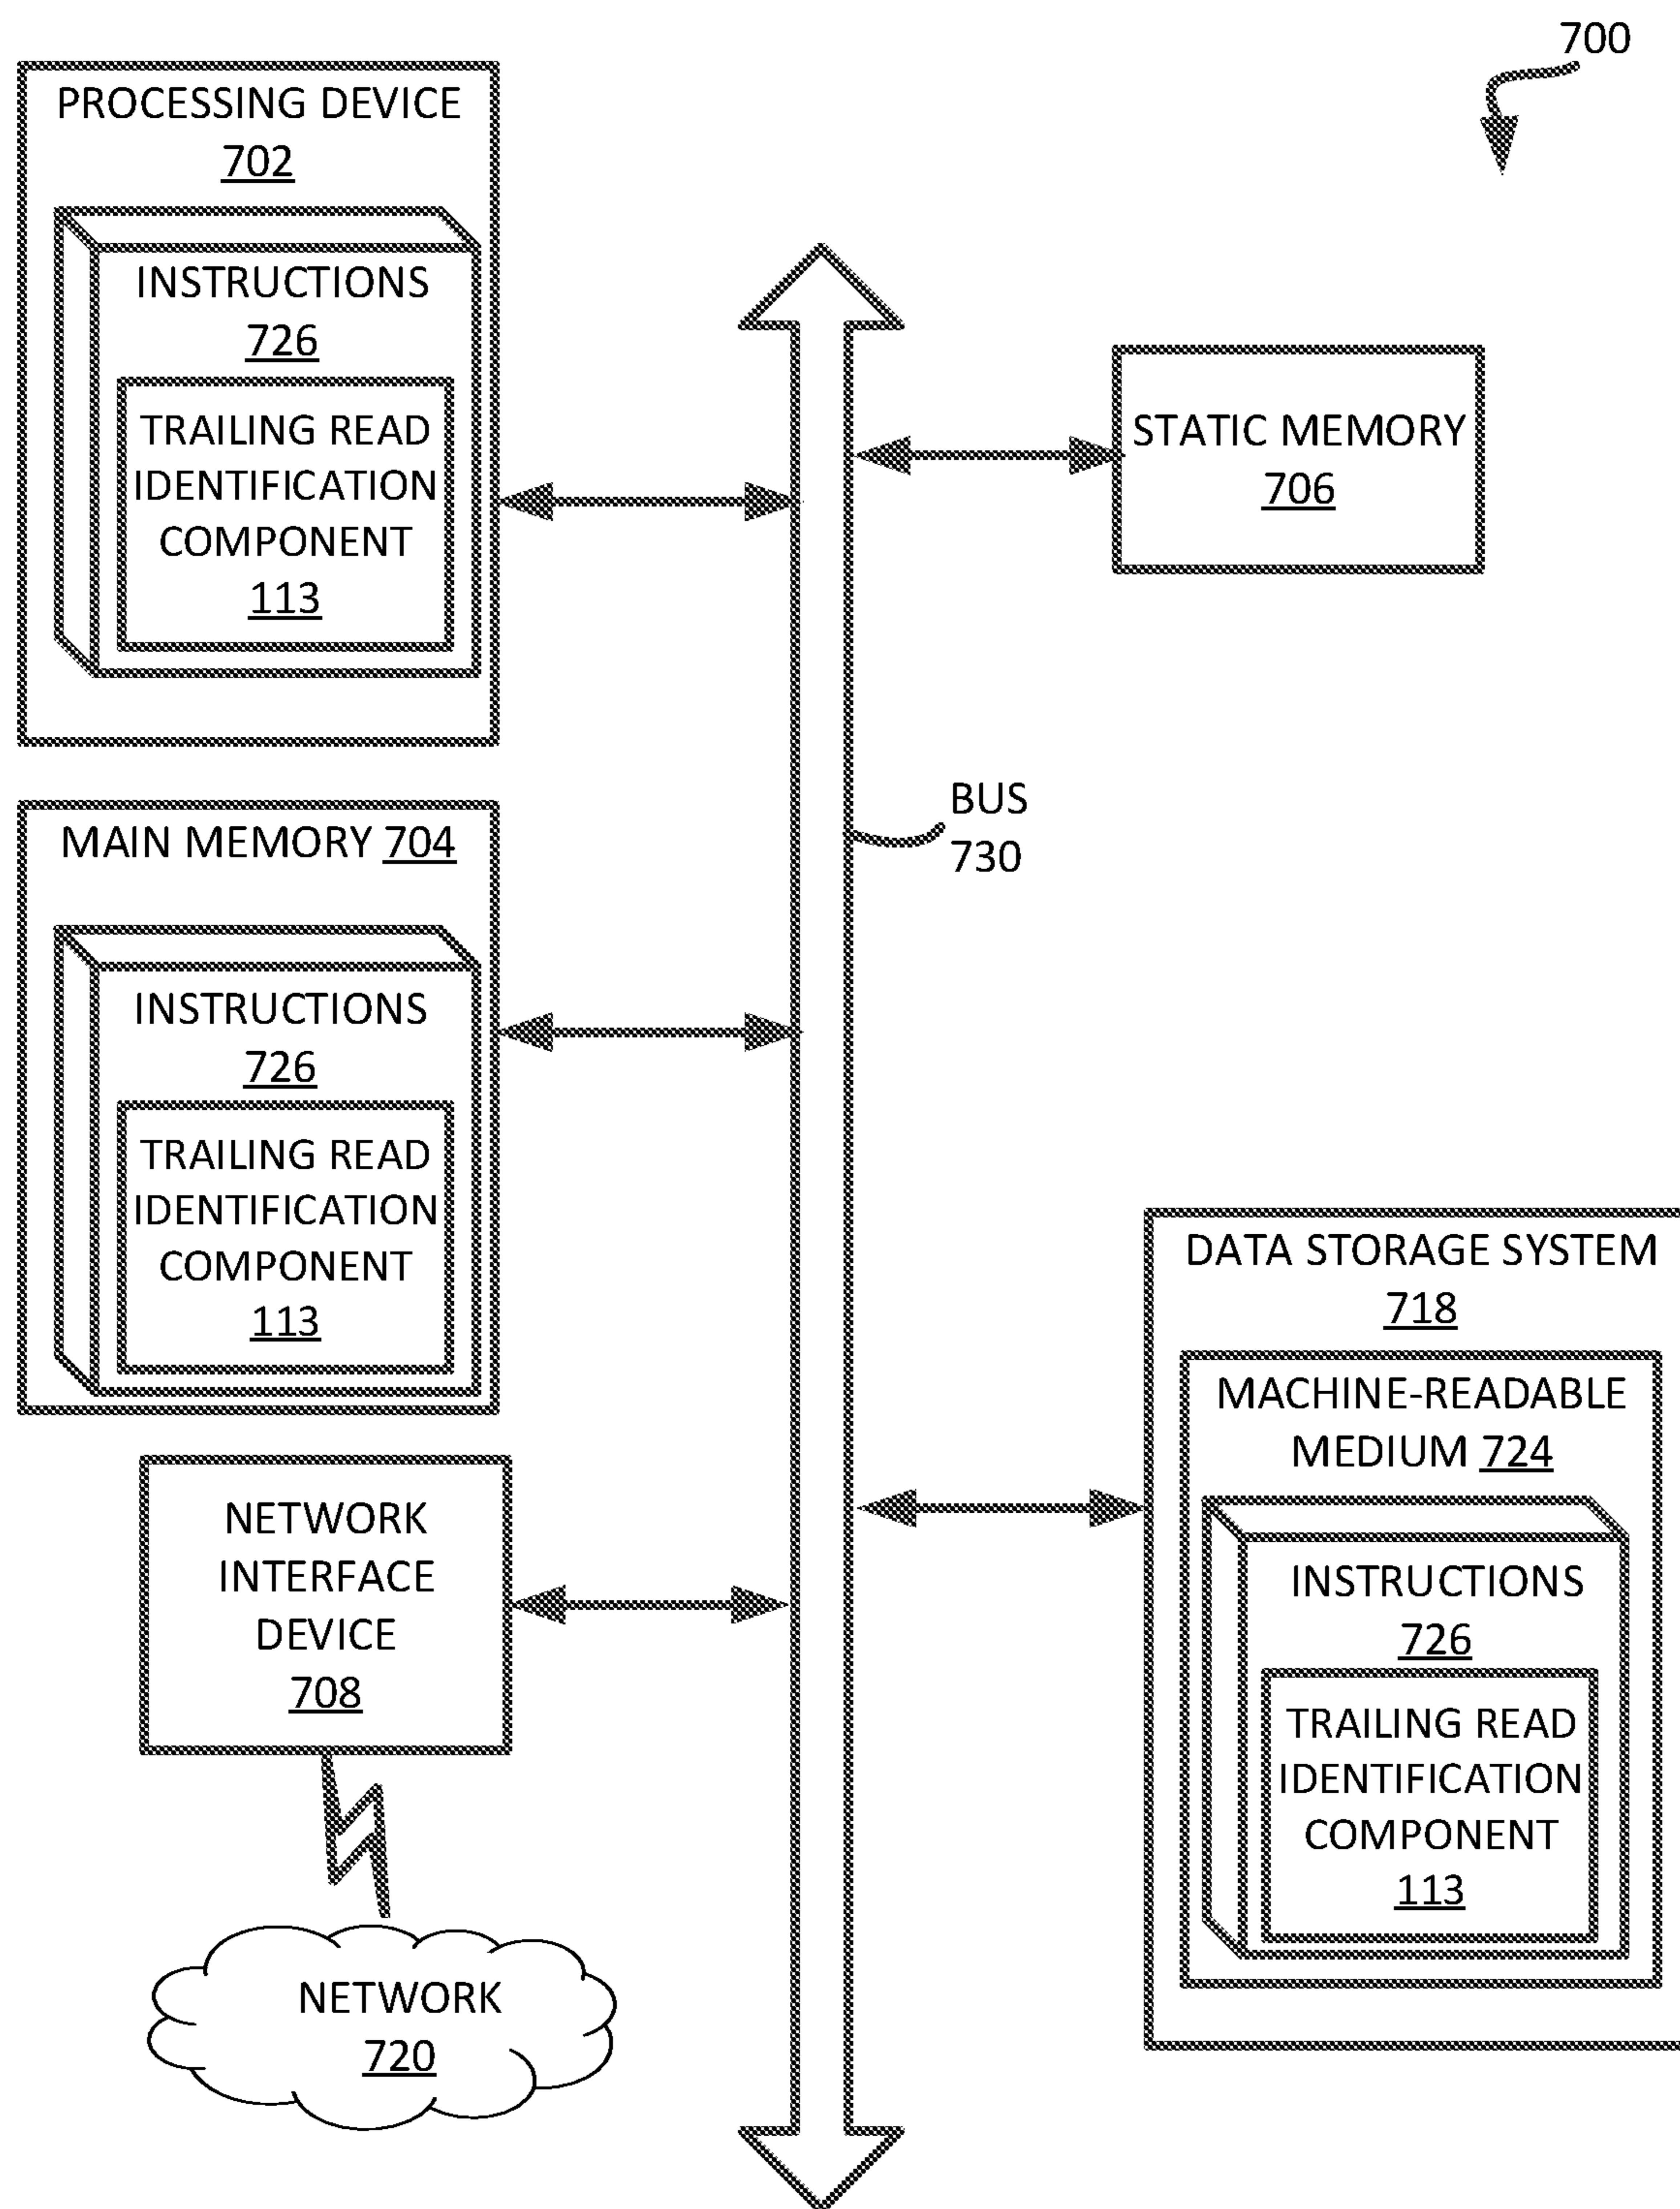 700
PROCESSING DEVICE
702
INSTRUCTIONS
726
TRAILING READ
IDENTIFICATION
COMPONENT
113
STATIC MEMORY
706
BUS
730
MAIN MEMORY 704
INSTRUCTIONS
726
TRAILING READ
IDENTIFICATION
COMPONENT
113
DATA STORAGE SYSTEM
718
MACHINE-READABLE
MEDIUM 724
INSTRUCTIONS
726
TRAILING READ
IDENTIFICATION
COMPONENT
113
NETWORK
INTERFACE
DEVICE
708
NETWORK
720